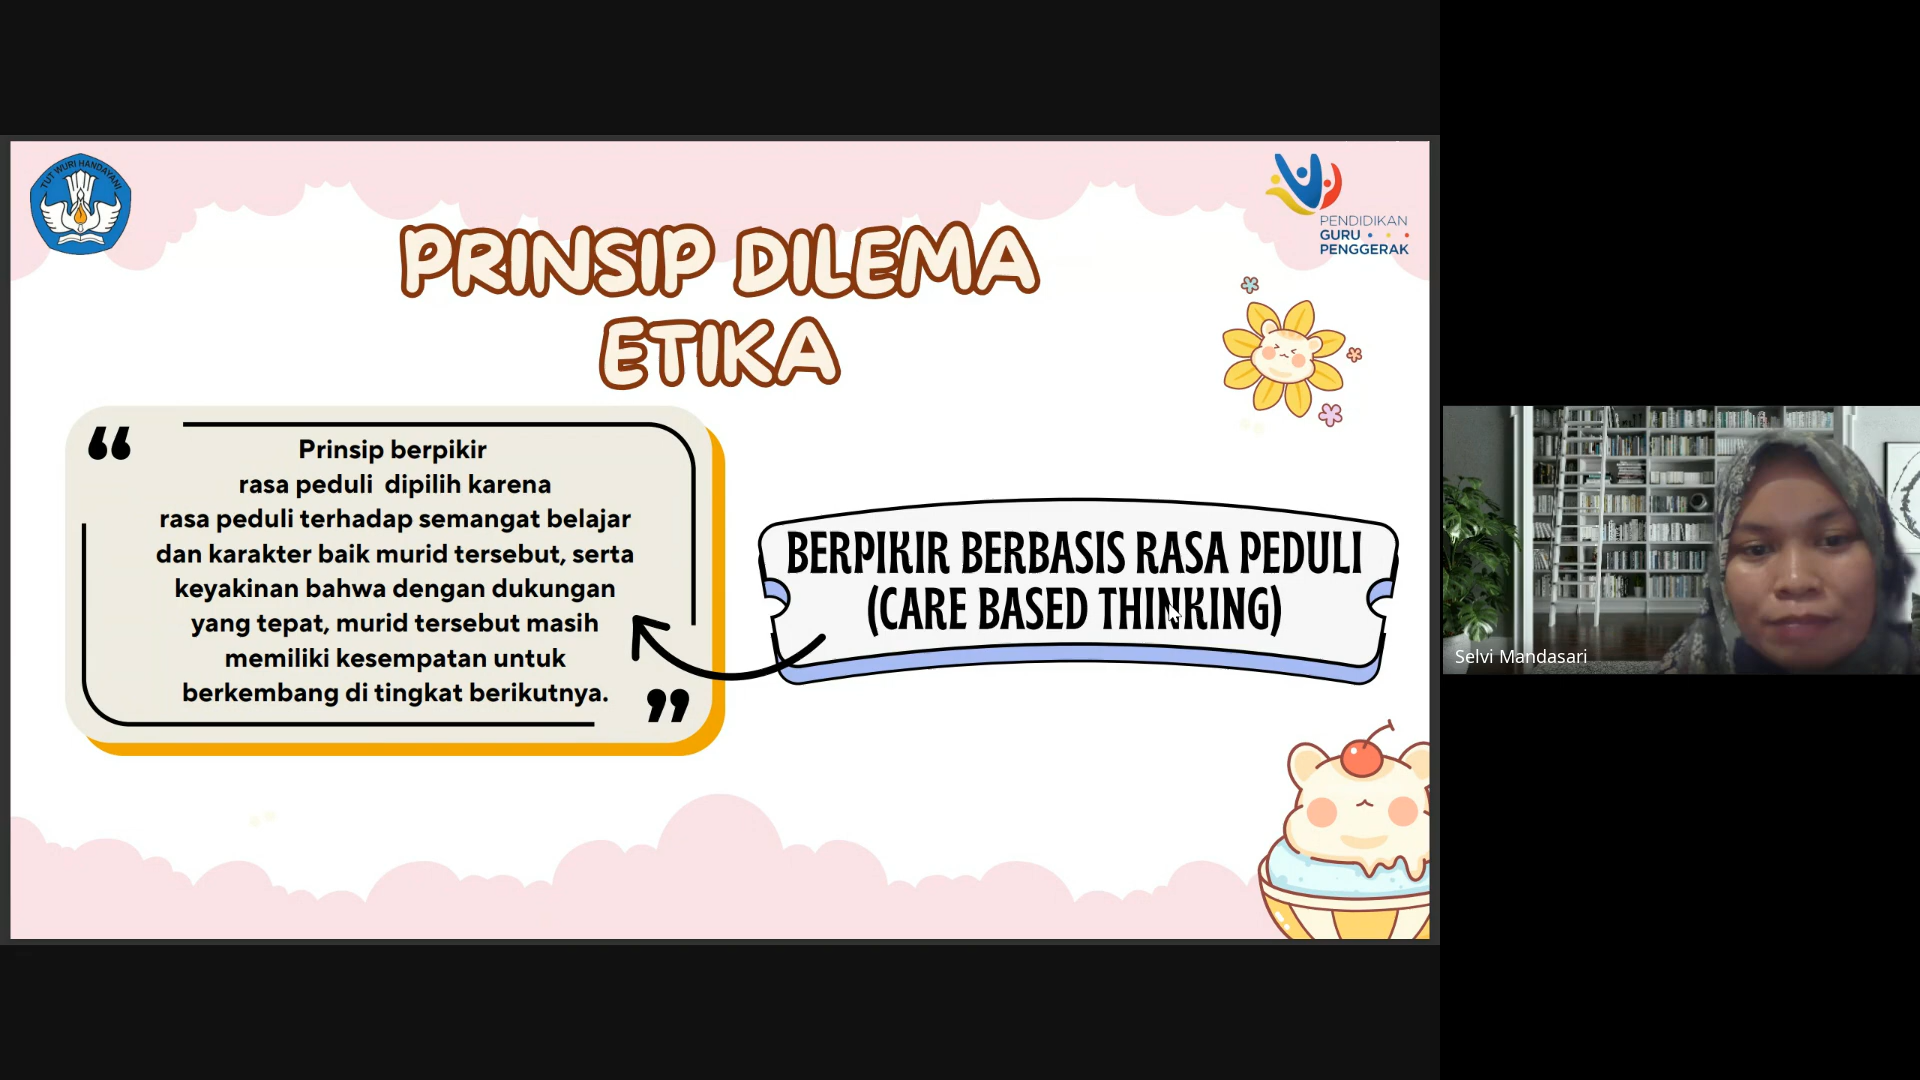 TUT WURI HANDAYANI
PENDIDIKAN
GURU
PENGGERAK
PRINSIP DILEMA
ETIKA
Prinsip berpikir
rasa peduli dipilih karena
rasa peduli terhadap semangat belajar
dan karakter baik murid tersebut, serta
keyakinan bahwa dengan dukungan
yang tepat, murid tersebut masih
memiliki kesempatan untuk
berkembang di tingkat berikutnya.
BERPIKIR BERBASIS RASA PEDULI
(CARE BASED THINKING)
Selvi Mandasari